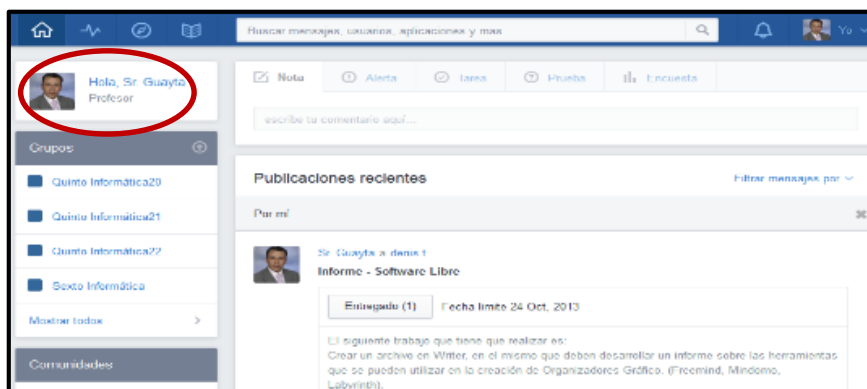 Buscar mensajes, usuarios, aplicaciones y mas
Yo
Hola, Sr. Guayta
Profesor
Nota
Alerta
Tarea
Prueba
Encuesta
escribe tu comentario aquí...
Grupos
Quinto Informática20
Quinto Informática21
Quinto Informática22
Sexto Informática
Mostrar todos
Comunidades
Publicaciones recientes
Filtrar mensajes por
Por mí
Sr. Guayta a denis t
Informe - Software Libre
Entregado (1)
Fecha limite 24 Oct, 2013
El siguiente trabajo que tiene que realizar es:
Crear un archivo en Writer, en el mismo que deben desarrollar un informe sobre las herramientas
que se pueden utilizar en la creación de Organizadores Gráfico. (Freemind, Mindomo,
Labyrinth).